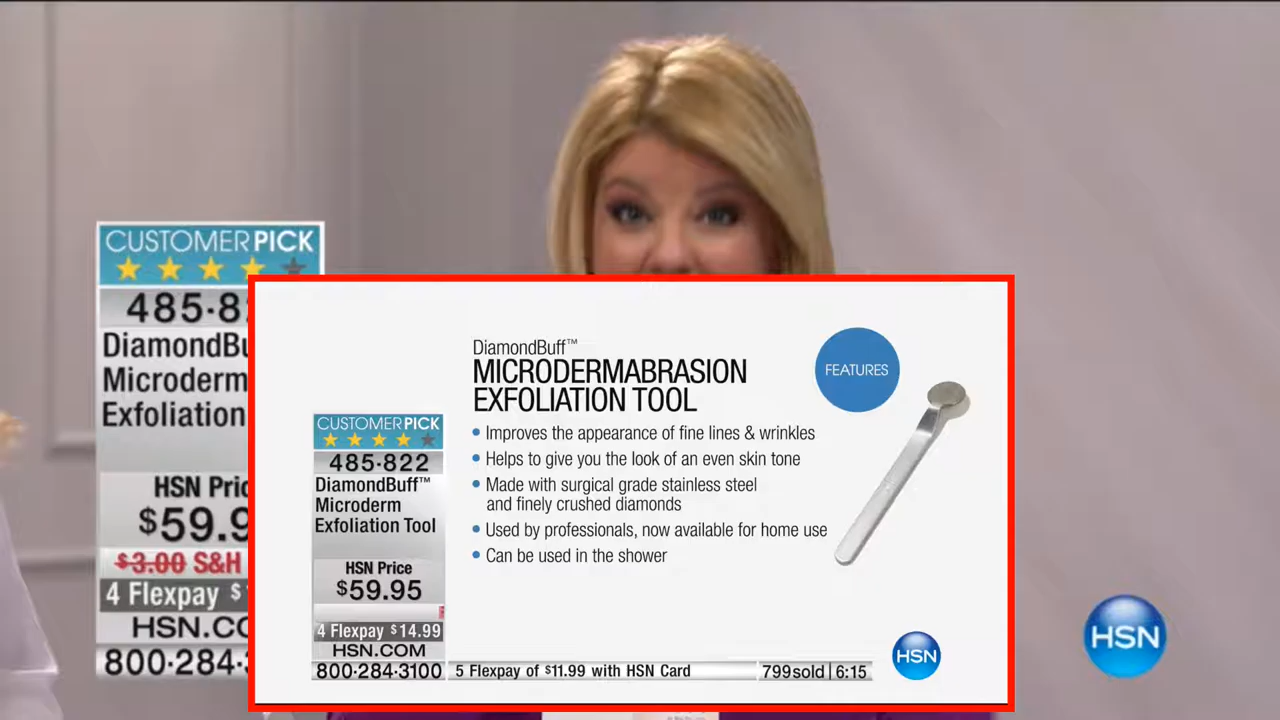 CUSTOMERPICK
485·82
DiamondBu
Microderm
Exfoliation
HSN Pric
$59.9
$3.00 S&H
4 Flexpay $
HSN.CO
800·284·
DiamondBuff™
MICRODERMABRASION
EXFOLIATION TOOL
FEATURES
• Improves the appearance of fine lines & wrinkles
• Helps to give you the look of an even skin tone
• Made with surgical grade stainless steel
and finely crushed diamonds
• Used by professionals, now available for home use
• Can be used in the shower
CUSTOMERPICK
485·822
DiamondBuff™
Microderm
Exfoliation Tool
HSN Price
$59.95
4 Flexpay $14.99
HSN.COM
800·284·3100
5 Flexpay of $11.99 with HSN Card
799 sold | 6:15
HSN
HSN